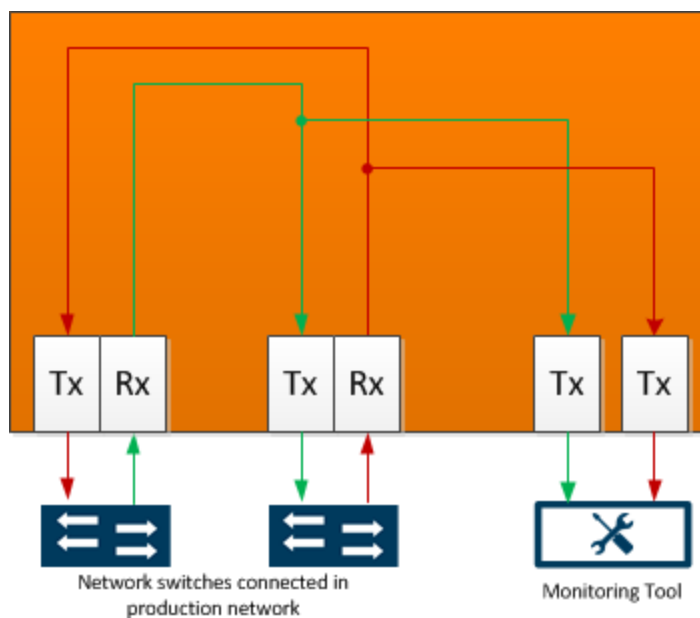 Tx Rx Tx Rx Tx Tx
Network switches connected in
production network
Monitoring Tool